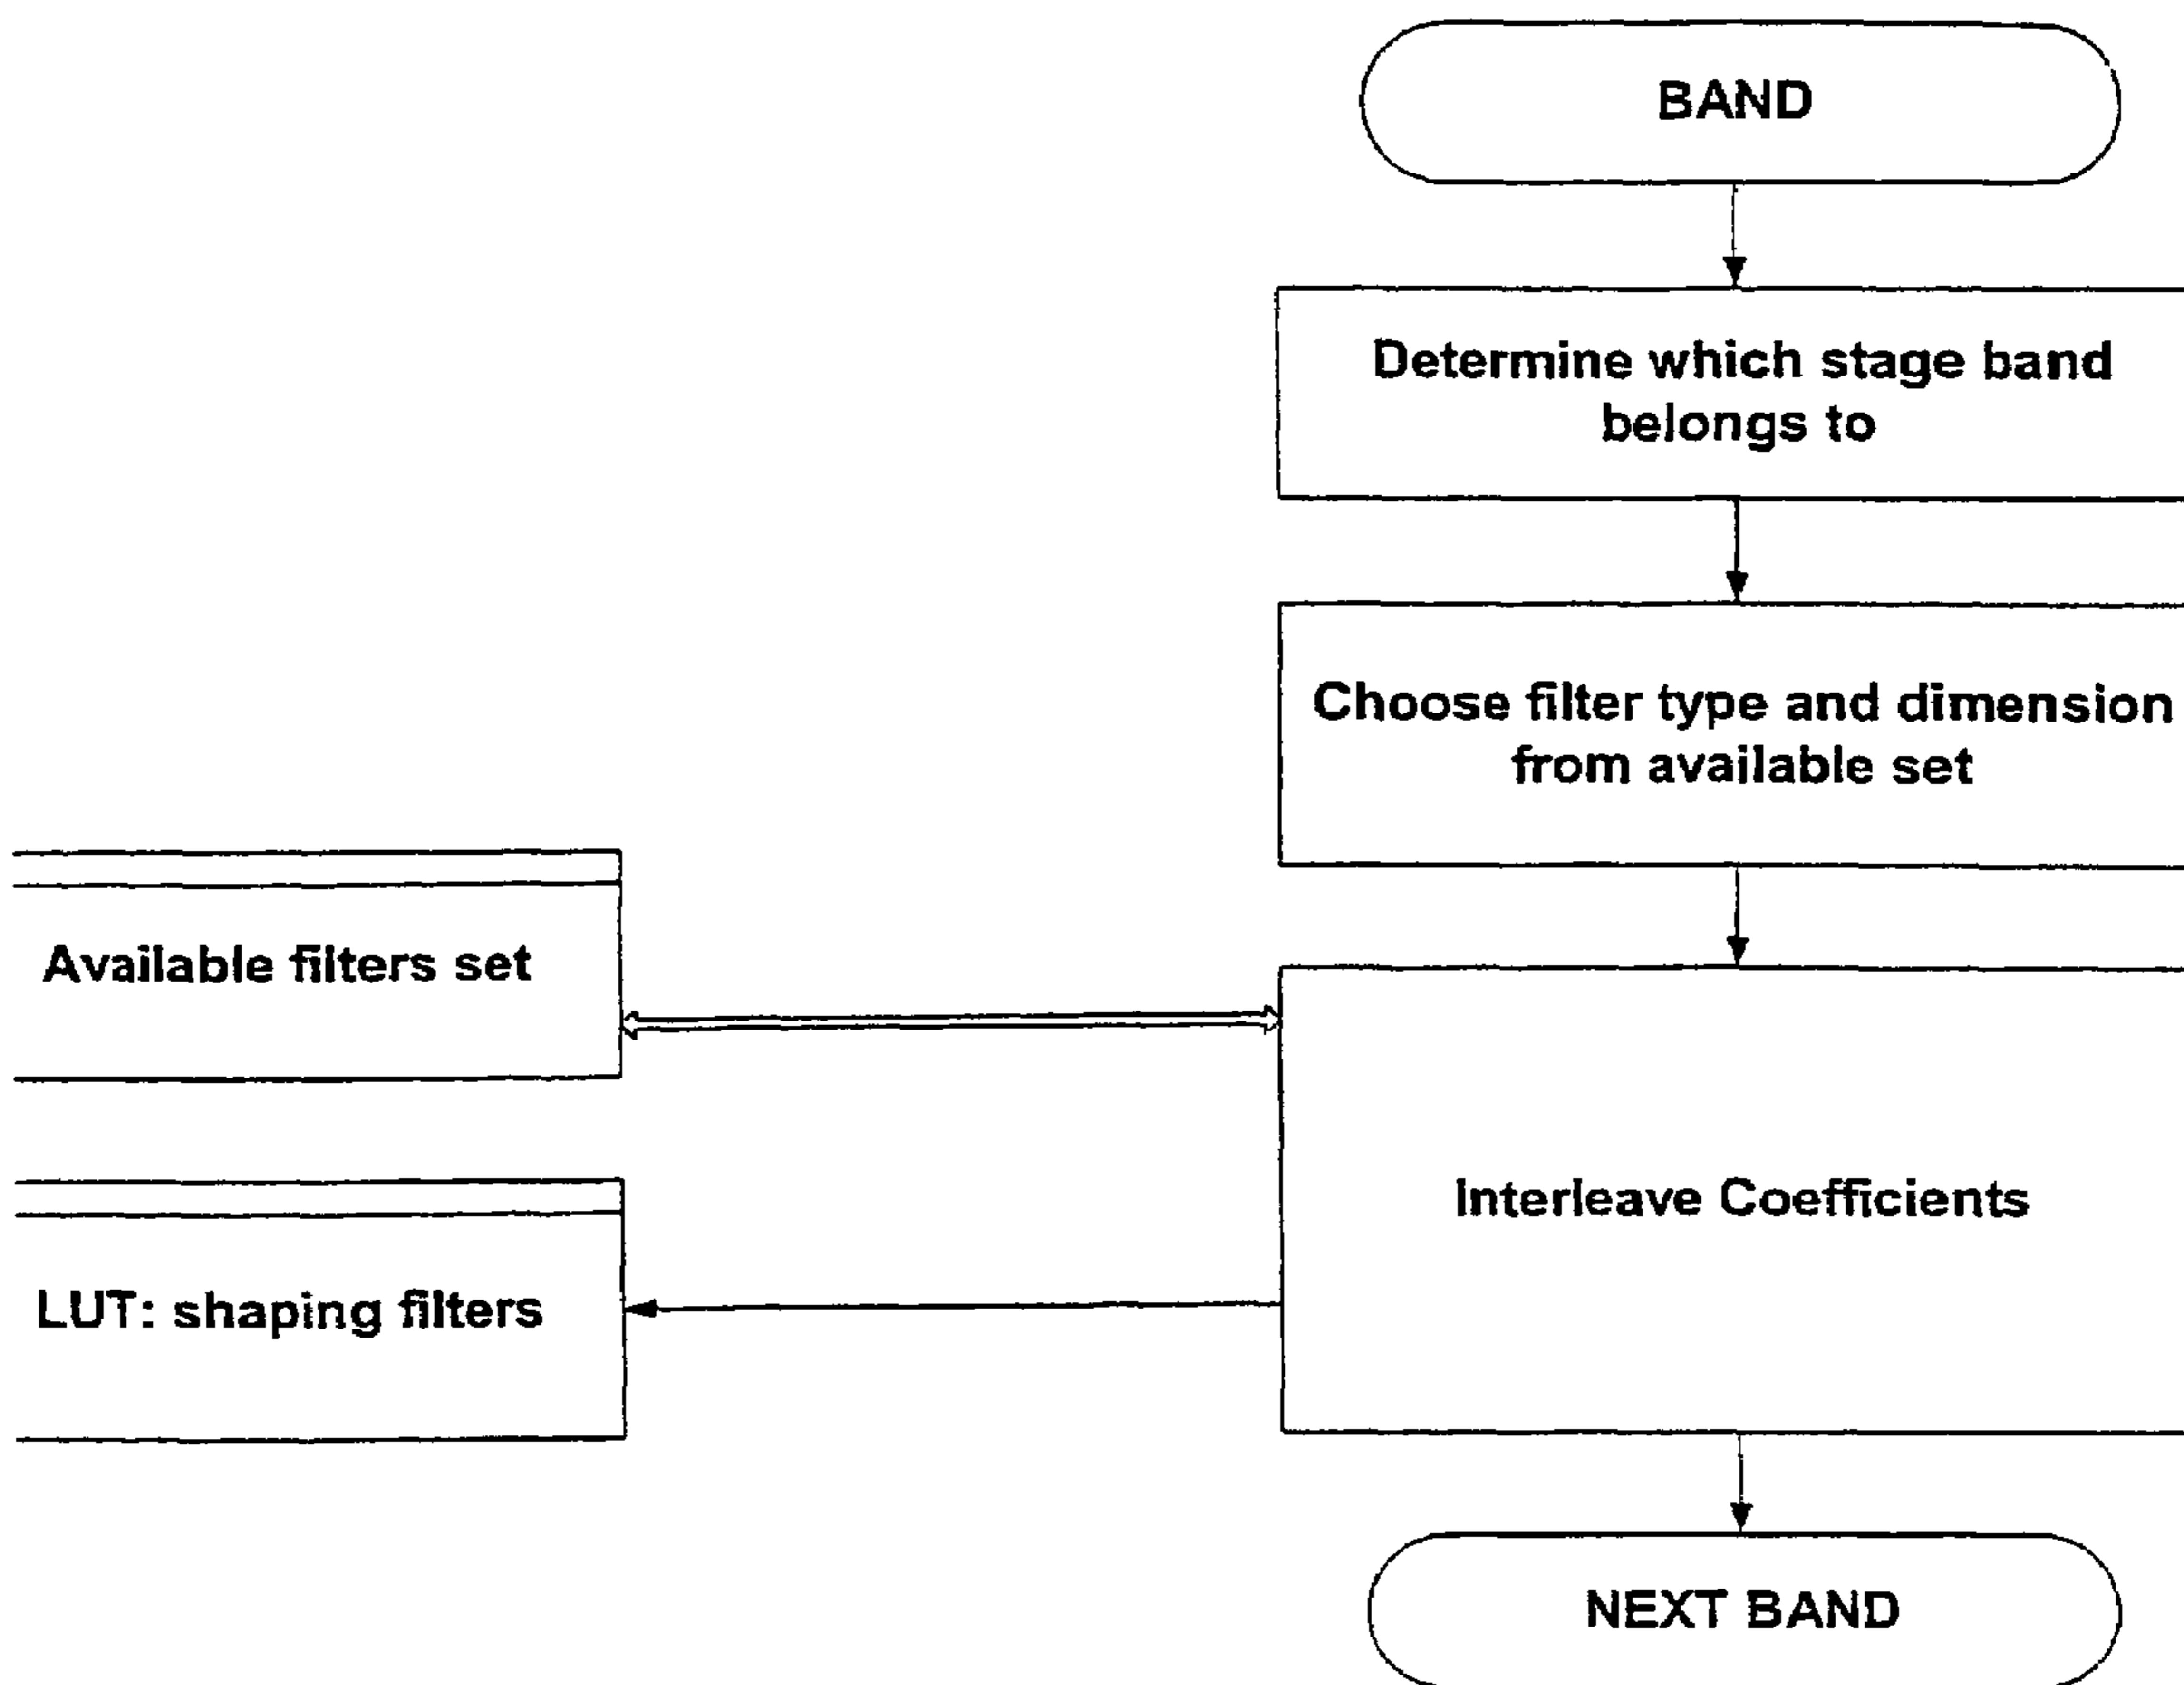 BAND
Determine which stage band
belongs to
Choose filter type and dimension
from available set
Available filters set
Interleave Coefficients
LUT: shaping filters
NEXT BAND